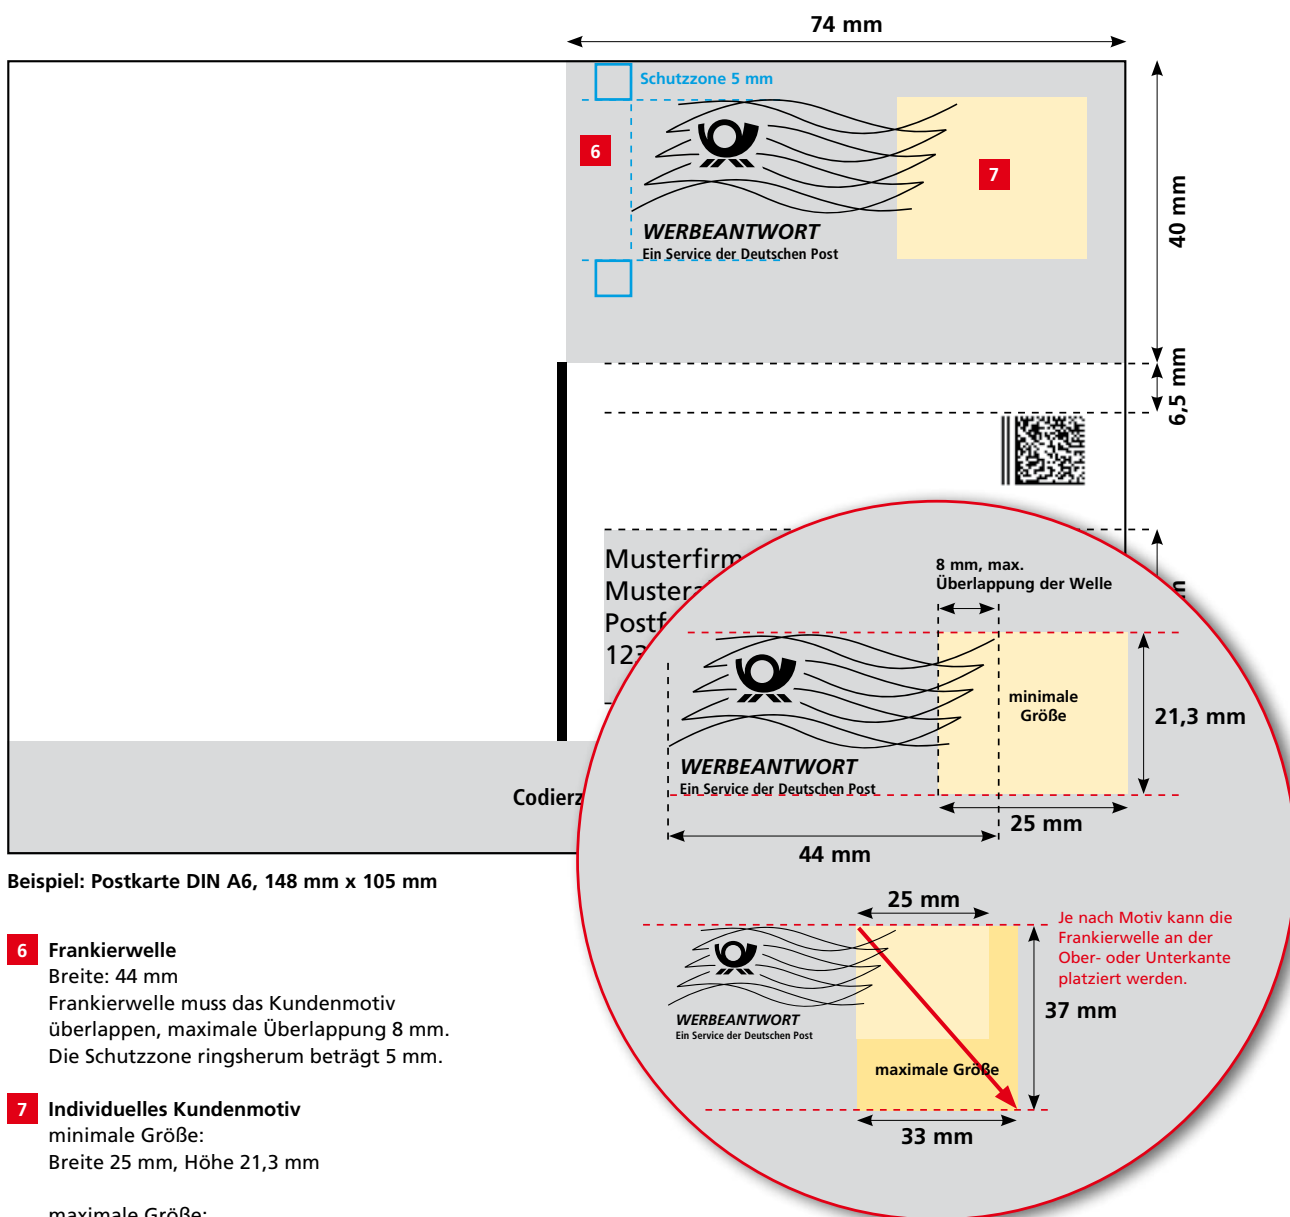 74 mm
Schutzzone 5 mm
6
7
WERBEANTWORT
Ein Service der Deutschen Post
40 mm
6,5 mm
8 mm, max.
Überlappung der Welle
minimale
Größe
21,3 mm
WERBEANTWORT
Ein Service der Deutschen Post
25 mm
44 mm
25 mm
Je nach Motiv kann die
Frankierwelle an der
Ober- oder Unterkante
platziert werden.
37 mm
WERBEANTWORT
Ein Service der Deutschen Post
maximale Größe
33 mm
Beispiel: Postkarte DIN A6, 148 mm x 105 mm
6 Frankierwelle
Breite: 44 mm
Frankierwelle muss das Kundenmotiv
überlappen, maximale Überlappung 8 mm.
Die Schutzzone ringsherum beträgt 5 mm.
7 Individuelles Kundenmotiv
minimale Größe:
Breite 25 mm, Höhe 21,3 mm
maximale Größe: